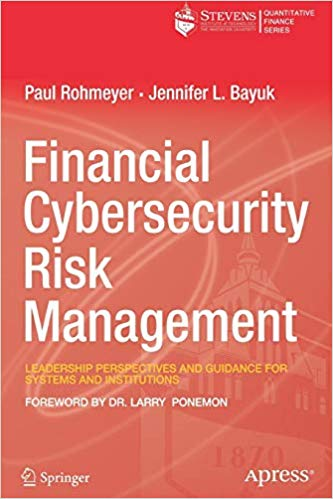 STEVENS
INSTITUTE of TECHNOLOGY
THE INNOVATION UNIVERSITY
QUANTITATIVE
FINANCE
SERIES
Paul Rohmeyer · Jennifer L. Bayuk
Financial
Cybersecurity
Risk
Management
LEADERSHIP PERSPECTIVES AND GUIDANCE FOR
SYSTEMS AND INSTITUTIONS
FOREWORD BY DR. LARRY PONEMON
1870
Springer
Apress®